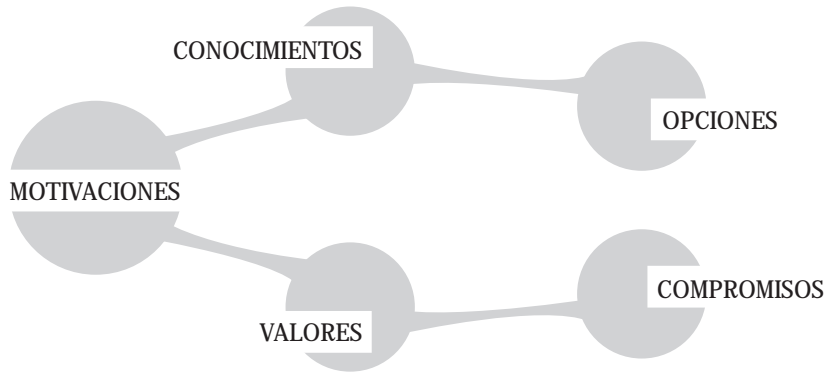 CONOCIMIENTOS
OPCIONES
MOTIVACIONES
COMPROMISOS
VALORES